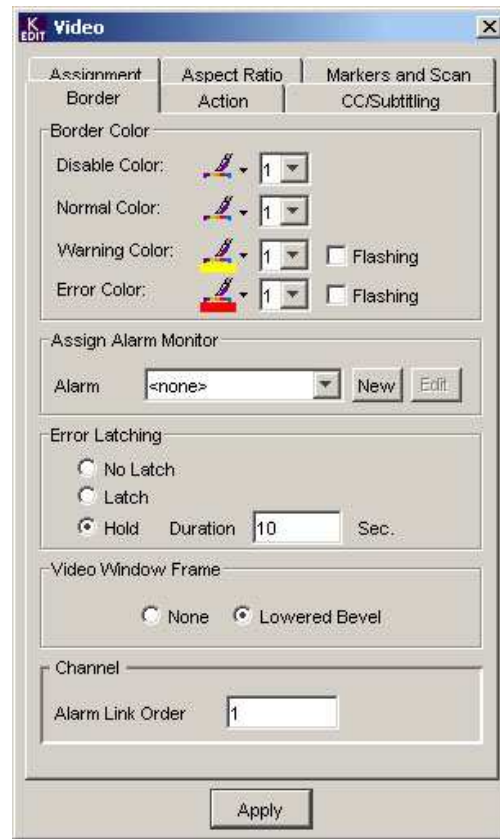 K EDIT Video
Assignment Aspect Ratio Markers and Scan
Border Action CC/Subtitling
Border Color
Disable Color: 1
Normal Color: 1
Warning Color: 1 Flashing
Error Color: 1 Flashing
Assign Alarm Monitor
Alarm <none> New Edit
Error Latching
No Latch
Latch
Hold Duration 10 Sec.
Video Window Frame
None Lowered Bevel
Channel
Alarm Link Order 1
Apply